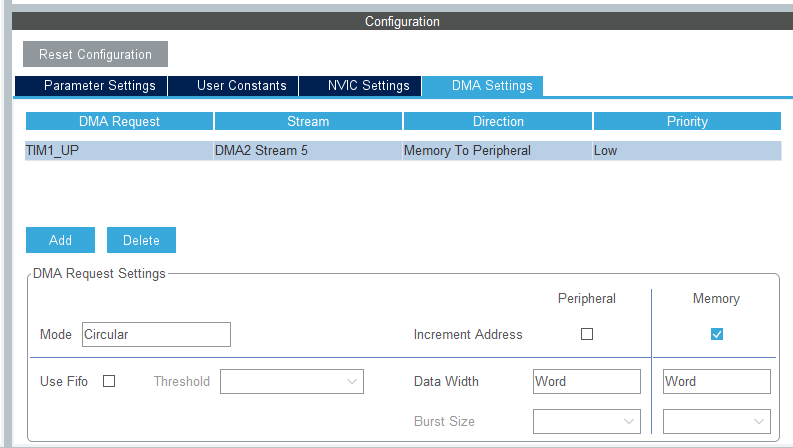 Configuration
Reset Configuration
Parameter Settings User Constants NVIC Settings DMA Settings
DMA Request Stream Direction Priority
TIM1_UP DMA2 Stream 5 Memory To Peripheral Low
Add Delete
DMA Request Settings
Peripheral Memory
Mode Circular Increment Address
Use Fifo Threshold Data Width Word Word
Burst Size